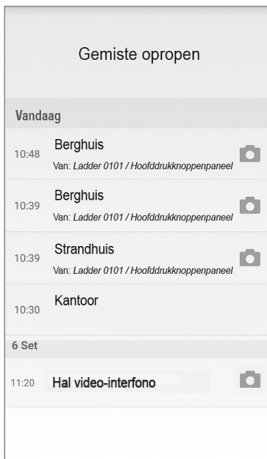 Gemiste opropen
Vandaag
10:48 Berghuis
Van: Ladder 0101 / Hoofddrukknoppenpaneel
10:39 Berghuis
Van: Ladder 0101 / Hoofddrukknoppenpaneel
10:39 Strandhuis
Van: Ladder 0101 / Hoofddrukknoppenpaneel
10:30 Kantoor
6 Set
11:20 Hal video-interfono